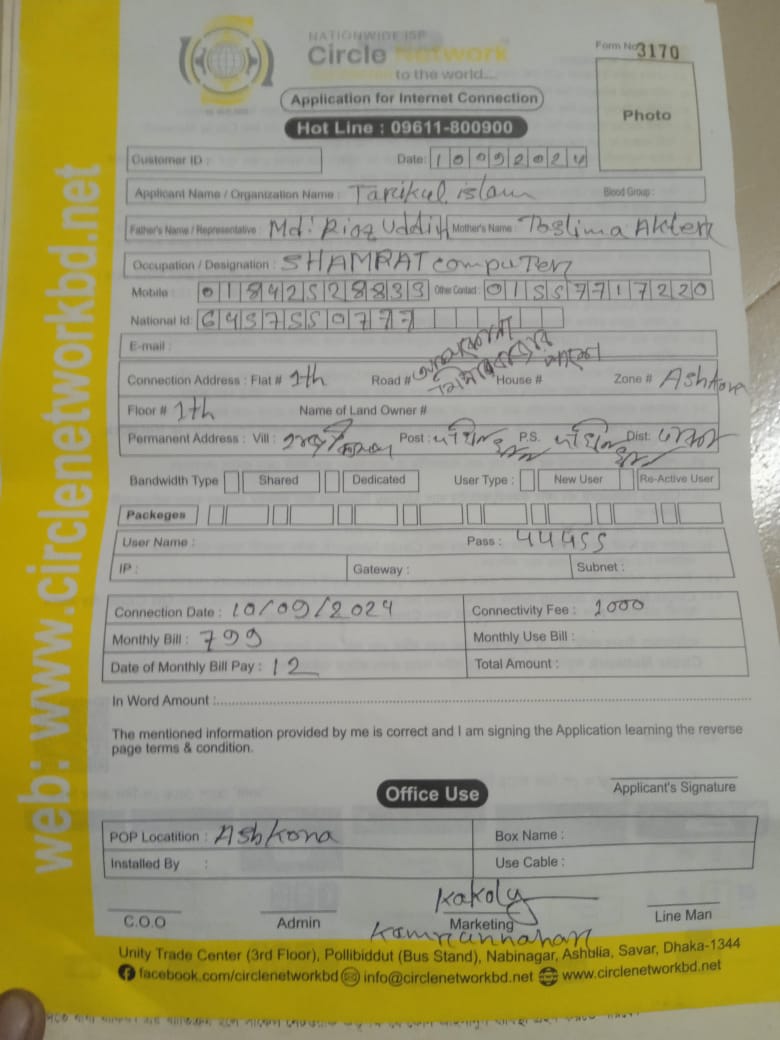 NATIONWIDE ISP
Circle Network
to the world...
Form No 3170
Application for Internet Connection
Hot Line : 09611-800900
Photo
Customer ID : Date: 10092024
Applicant Name / Organization Name : Tarikul islam Blood Group :
Father's Name / Representative : Md: Riaz Uddin Mother's Name : Toslima Akter
Occupation / Designation : SHAMRAT computer
Mobile : 01842528839 Other Contact : 01557717220
National Id: 6457550777
E-mail :
Connection Address : Flat # 1th Road # House # Zone # Ashkona
Floor # 1th Name of Land Owner #
Permanent Address : Vill : Post : P.S. Dist:
Bandwidth Type Shared Dedicated User Type : New User Re-Active User
Packeges
User Name : Pass : 44455
IP : Gateway : Subnet :
Connection Date : 10/09/2024 Connectivity Fee : 1000
Monthly Bill : 799 Monthly Use Bill :
Date of Monthly Bill Pay : 12 Total Amount :
In Word Amount :
The mentioned information provided by me is correct and I am signing the Application learning the reverse
page terms & condition.
Applicant's Signature
Office Use
POP Locatition : Ashkona Box Name :
Installed By : Use Cable :
Kakoly
C.O.O Admin Marketing Line Man
Kamrunnahar
Unity Trade Center (3rd Floor), Pollibiddut (Bus Stand), Nabinagar, Ashulia, Savar, Dhaka-1344
facebook.com/circlenetworkbd info@circlenetworkbd.net www.circlenetworkbd.net
web: www.circlenetworkbd.net